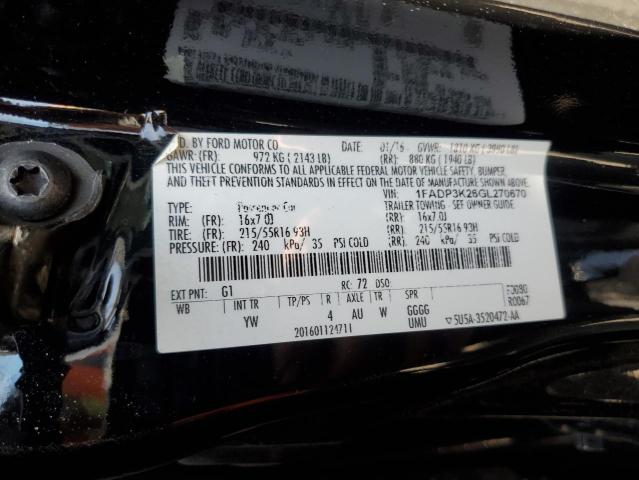 D. BY FORD MOTOR CO. DATE: 01/16 GVWR:
GAWR:(FR): 972 KG ( 2143 LB) (RR): 880 KG ( 1940 LB)
THIS VEHICLE CONFORMS TO ALL APPLICABLE FEDERAL MOTOR VEHICLE SAFETY, BUMPER,
AND THEFT PREVENTION STANDARDS IN EFFECT ON THE DATE OF MANUFACTURE SHOWN ABOVE.
VIN: 1FADP3K26GL270670
TYPE: Passenger Car TRAILER TOWING - SEE OWNER GUIDE
RIM: (FR): 16x7.0J (RR): 16x7.0J
TIRE: (FR): 215/55R16 93H (RR): 215/55R16 93H
PRESSURE: (FR): 240 kPa/ 35 PSI COLD (RR): 240 kPa/ 35 PSI COLD
EXT PNT: G1 RC: 72 DSO: F0080
WB INT TR TP/PS R AXLE TR SPR R0067
YW 4 AU W GGGG
201601124711 UMU ▽5U5A-3520472-AA